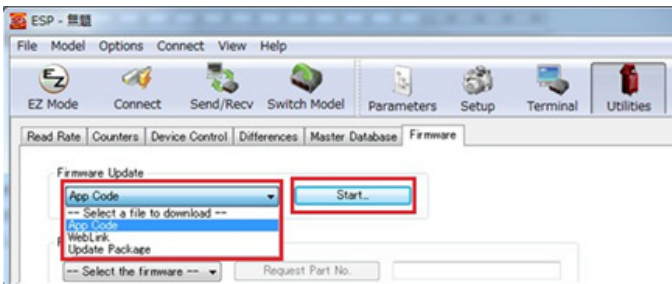 ESP - 無題
File Model Options Connect View Help
EZ Mode Connect Send/Recv Switch Model Parameters Setup Terminal Utilities
Read Rate Counters Device Control Differences Master Database Firmware
Firmware Update
App Code Start...
-- Select a file to download --
App Code
WebLink
Update Package
-- Select the firmware -- Request Part No.